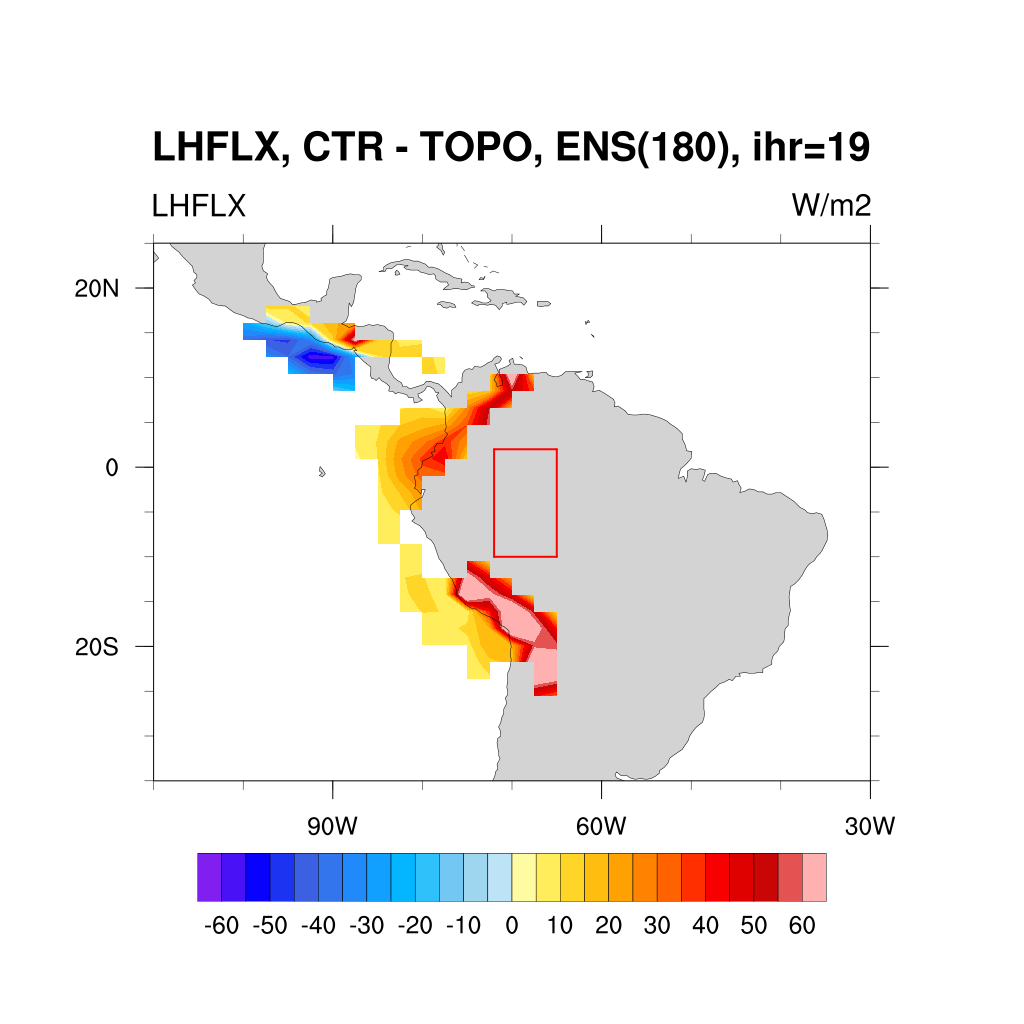 LHFLX, CTR - TOPO, ENS(180), ihr=19
LHFLX W/m2
20N
0
20S
90W 60W 30W
-60 -50 -40 -30 -20 -10 0 10 20 30 40 50 60